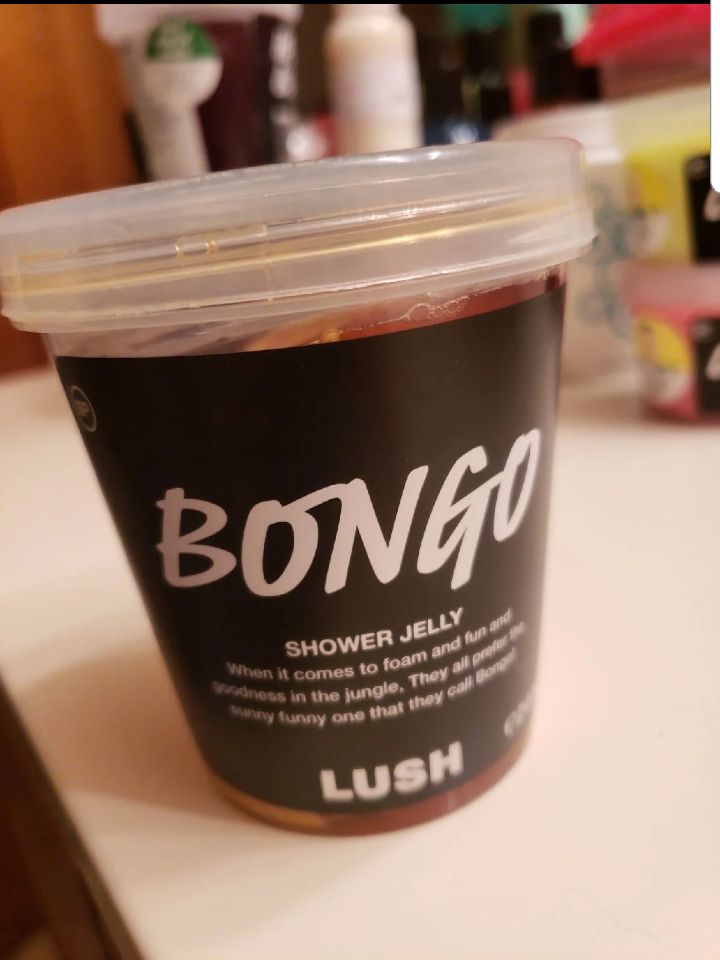 BONGO
SHOWER JELLY
When it comes to foam and fun and
goodness in the jungle, They all prefer the
sunny funny one that they call Bongo!
LUSH